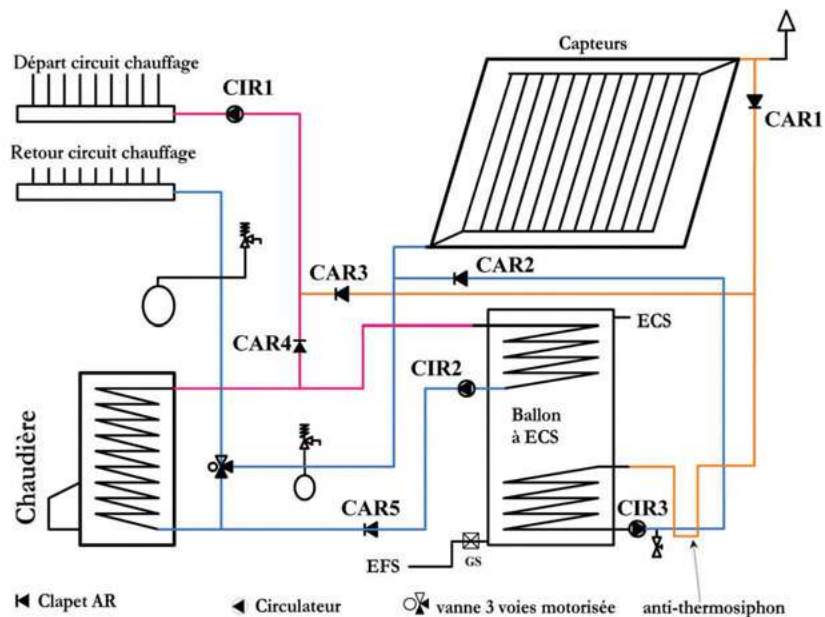 Départ circuit chauffage
CIR1
Capteurs
CAR1
Retour circuit chauffage
CAR3
CAR2
CAR4
ECS
CIR2
Ballon
à ECS
Chaudière
CAR5
CIR3
EFS
GS
Clapet AR
Circulateur
vanne 3 voies motorisée
anti-thermosiphon